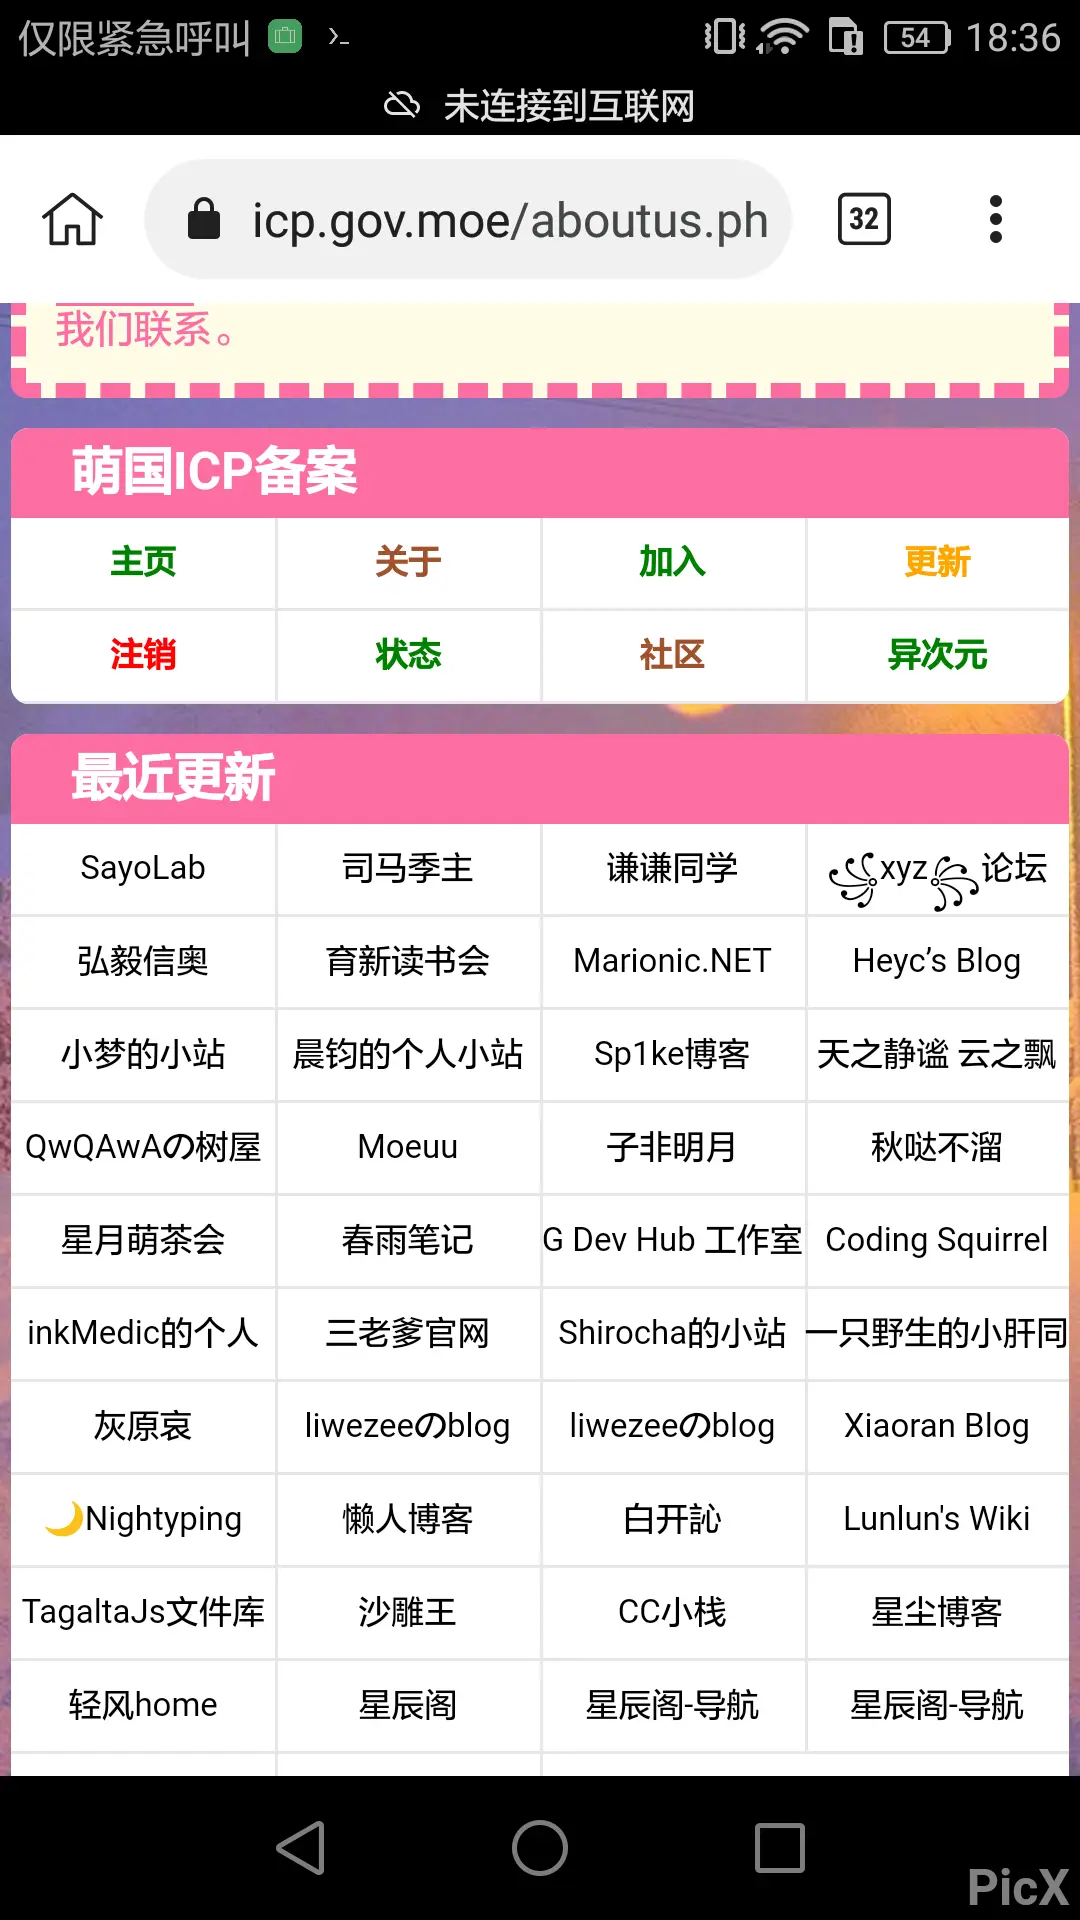 仅限紧急呼叫 54 18:36
未连接到互联网
icp.gov.moe/aboutus.ph 32
我们联系。
萌国ICP备案
主页 关于 加入 更新
注销 状态 社区 异次元
最近更新
SayoLab 司马季主 谦谦同学 ꧁xyz꧂论坛
弘毅信奥 育新读书会 Marionic.NET Heyc’s Blog
小梦的小站 晨钧的个人小站 Sp1ke博客 天之静谧 云之飘
QwQAwAの树屋 Moeuu 子非明月 秋哒不溜
星月萌茶会 春雨笔记 G Dev Hub 工作室 Coding Squirrel
inkMedic的个人 三老爹官网 Shirocha的小站 一只野生的小肝同
灰原哀 liwezeeのblog liwezeeのblog Xiaoran Blog
🌙Nightyping 懒人博客 白开訫 Lunlun's Wiki
TagaltaJs文件库 沙雕王 CC小栈 星尘博客
轻风home 星辰阁 星辰阁-导航 星辰阁-导航
PicX